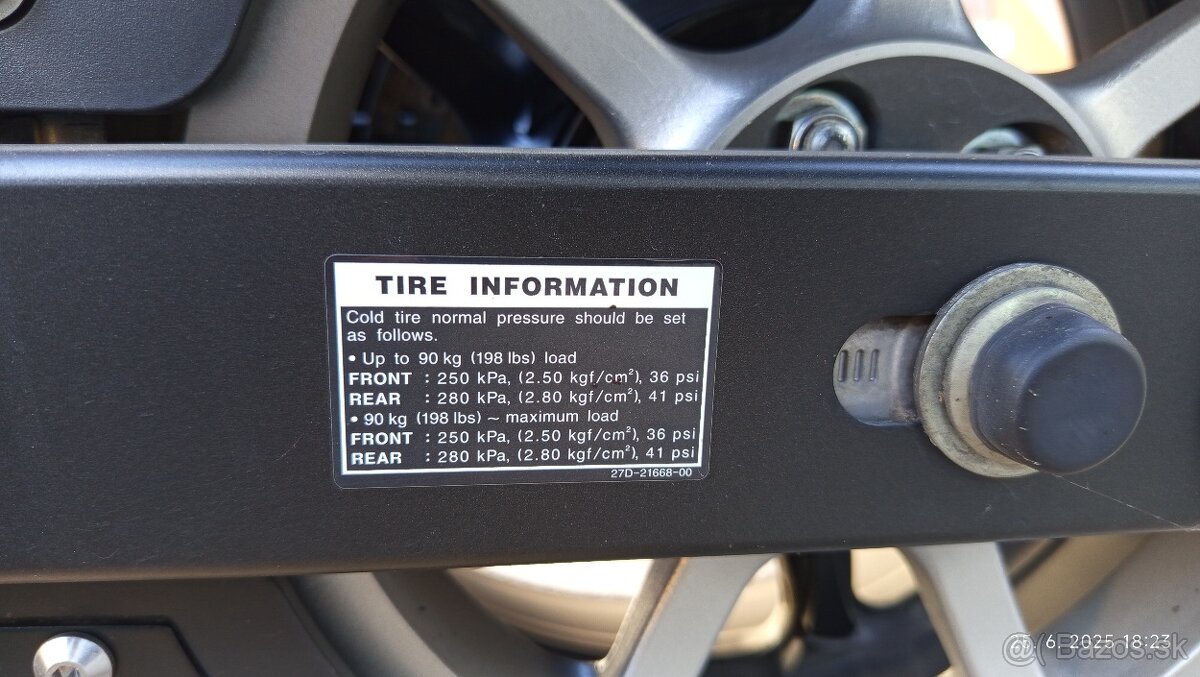 TIRE INFORMATION
Cold tire normal pressure should be set
as follows.
• Up to 90 kg (198 lbs) load
FRONT : 250 kPa, (2.50 kgf/cm², 36 psi
REAR : 280 kPa, (2.80 kgf/cm²), 41 psi
• 90 kg (198 lbs) ~ maximum load
FRONT : 250 kPa, (2.50 kgf/cm²), 36 psi
REAR : 280 kPa, (2.80 kgf/cm²), 41 psi
27D-21668-00
6. 2025 18:23
@Bazos.sk